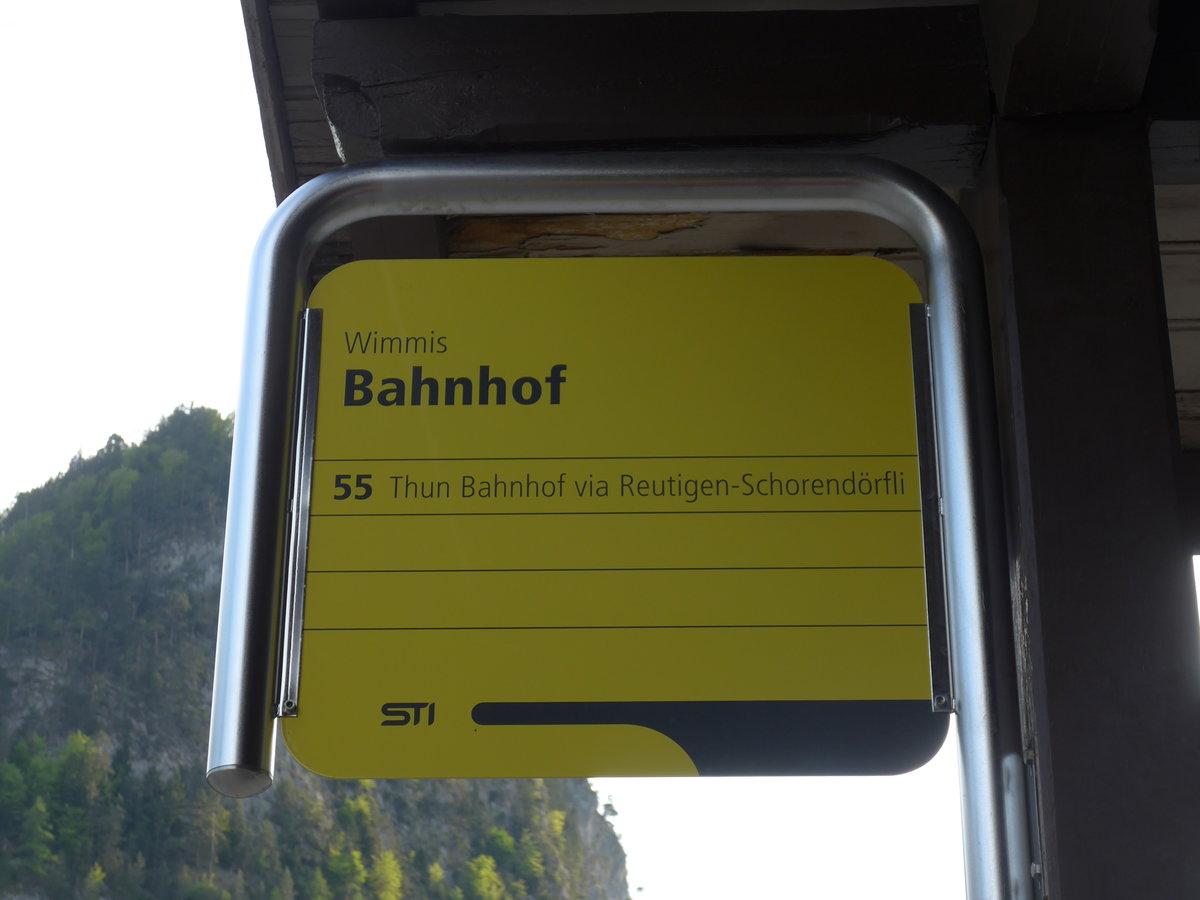 Wimmis
Bahnhof
55 Thun Bahnhof via Reutigen-Schorendörfli
STI